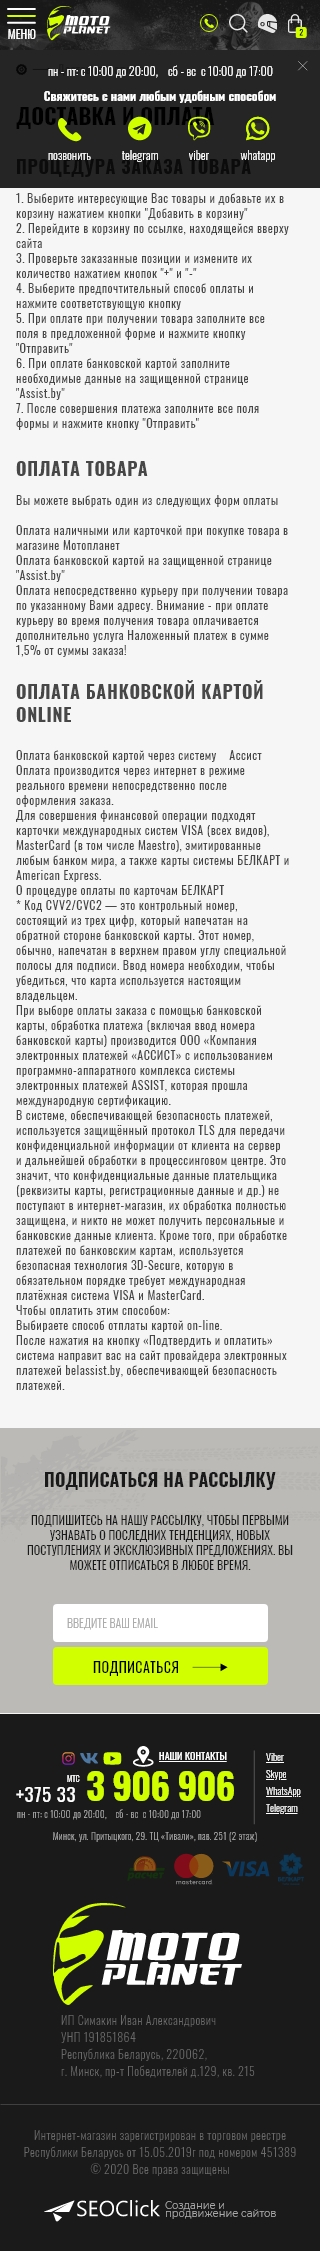 МЕНЮ
MOTO
PLANET
2
пн - пт: с 10:00 до 20:00, сб - вс с 10:00 до 17:00
Свяжитесь с нами любым удобным способом
ДОСТАВКА И ОПЛАТА
позвонить telegram viber whatapp
ПРОЦЕДУРА ЗАКАЗА ТОВАРА
1. Выберите интересующие Вас товары и добавьте их в
корзину нажатием кнопки "Добавить в корзину"
2. Перейдите в корзину по ссылке, находящейся вверху
сайта
3. Проверьте заказанные позиции и измените их
количество нажатием кнопок "+" и "-"
4. Выберите предпочтительный способ оплаты и
нажмите соответствующую кнопку
5. При оплате при получении товара заполните все
поля в предложенной форме и нажмите кнопку
"Отправить"
6. При оплате банковской картой заполните
необходимые данные на защищенной странице
"Assist.by"
7. После совершения платежа заполните все поля
формы и нажмите кнопку "Отправить"
ОПЛАТА ТОВАРА
Вы можете выбрать один из следующих форм оплаты
Оплата наличными или карточкой при покупке товара в
магазине Мотопланет
Оплата банковской картой на защищенной странице
"Assist.by"
Оплата непосредственно курьеру при получении товара
по указанному Вами адресу. Внимание - при оплате
курьеру во время получения товара оплачивается
дополнительно услуга Наложенный платеж в сумме
1,5% от суммы заказа!
ОПЛАТА БАНКОВСКОЙ КАРТОЙ
ONLINE
Оплата банковской картой через систему Ассист
Оплата производится через интернет в режиме
реального времени непосредственно после
оформления заказа.
Для совершения финансовой операции подходят
карточки международных систем VISA (всех видов),
MasterCard (в том числе Maestro), эмитированные
любым банком мира, а также карты системы БЕЛКАРТ и
American Express.
О процедуре оплаты по карточам БЕЛКАРТ
* Код CVV2/CVC2 — это контрольный номер,
состоящий из трех цифр, который напечатан на
обратной стороне банковской карты. Этот номер,
обычно, напечатан в верхнем правом углу специальной
полосы для подписи. Ввод номера необходим, чтобы
убедиться, что карта используется настоящим
владельцем.
При выборе оплаты заказа с помощью банковской
карты, обработка платежа (включая ввод номера
банковской карты) производится ООО «Компания
электронных платежей «АССИСТ» с использованием
программно-аппаратного комплекса системы
электронных платежей ASSIST, которая прошла
международную сертификацию.
В системе, обеспечивающей безопасность платежей,
используется защищённый протокол TLS для передачи
конфиденциальной информации от клиента на сервер
и дальнейшей обработки в процессинговом центре. Это
значит, что конфиденциальные данные плательщика
(реквизиты карты, регистрационные данные и др.) не
поступают в интернет-магазин, их обработка полностью
защищена, и никто не может получить персональные и
банковские данные клиента. Кроме того, при обработке
платежей по банковским картам, используется
безопасная технология 3D-Secure, которую в
обязательном порядке требует международная
платёжная система VISA и MasterCard.
Чтобы оплатить этим способом:
Выбираете способ отплаты картой on-line.
После нажатия на кнопку «Подтвердить и оплатить»
система направит вас на сайт провайдера электронных
платежей belassist.by, обеспечивающей безопасность
платежей.
ПОДПИСАТЬСЯ НА РАССЫЛКУ
ПОДПИШИТЕСЬ НА НАШУ РАССЫЛКУ, ЧТОБЫ ПЕРВЫМИ
УЗНАВАТЬ О ПОСЛЕДНИХ ТЕНДЕНЦИЯХ, НОВЫХ
ПОСТУПЛЕНИЯХ И ЭКСКЛЮЗИВНЫХ ПРЕДЛОЖЕНИЯХ. ВЫ
МОЖЕТЕ ОТПИСАТЬСЯ В ЛЮБОЕ ВРЕМЯ.
ВВЕДИТЕ ВАШ EMAIL
ПОДПИСАТЬСЯ
НАШИ КОНТАКТЫ
МТС
+375 33 3 906 906
пн - пт: с 10:00 до 20:00, сб - вс с 10:00 до 17:00
Viber
Skype
WhatsApp
Telegram
Минск, ул. Притыцкого, 29. ТЦ «Тивали», пав. 251 (2 этаж)
расчет mastercard VISA БЕЛКАРТ
MOTO
PLANET
ИП Симакин Иван Александрович
УНП 191851864
Республика Беларусь, 220062,
г. Минск, пр-т Победителей д.129, кв. 215
Интернет-магазин зарегистрирован в торговом реестре
Республики Беларусь от 15.05.2019г под номером 451389
© 2020 Все права защищены
SEOClick Создание и
продвижение сайтов